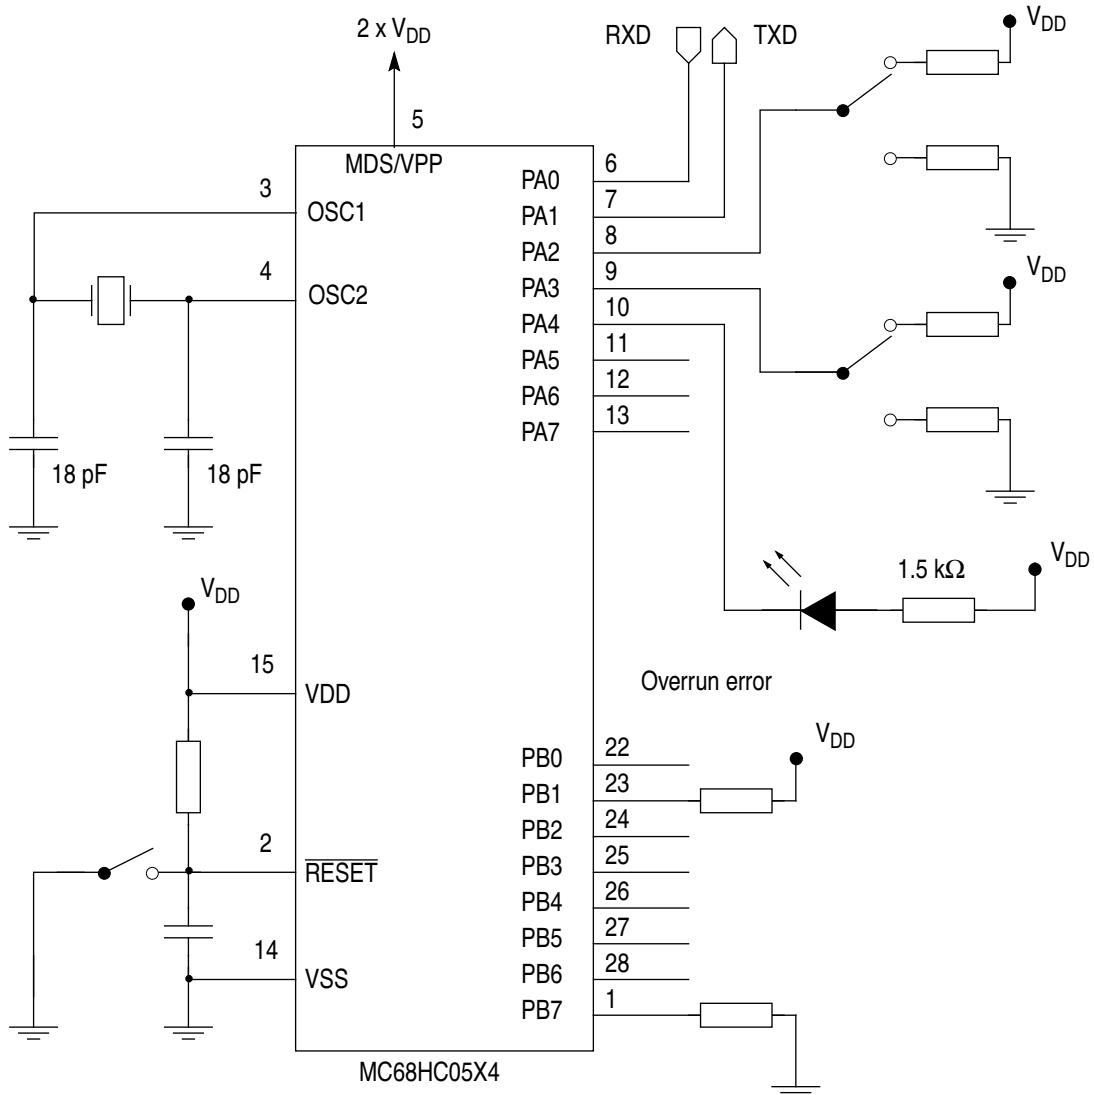 2 x VDD
RXD
TXD
VDD
5
MDS/VPP
3
OSC1
4
OSC2
PA0
6
PA1
7
PA2
8
PA3
9
PA4
10
PA5
11
PA6
12
PA7
13
VDD
18 pF
18 pF
VDD
1.5 kΩ
VDD
15
VDD
Overrun error
VDD
PB0
22
PB1
23
PB2
24
PB3
25
PB4
26
PB5
27
PB6
28
PB7
1
2
RESET
14
VSS
MC68HC05X4